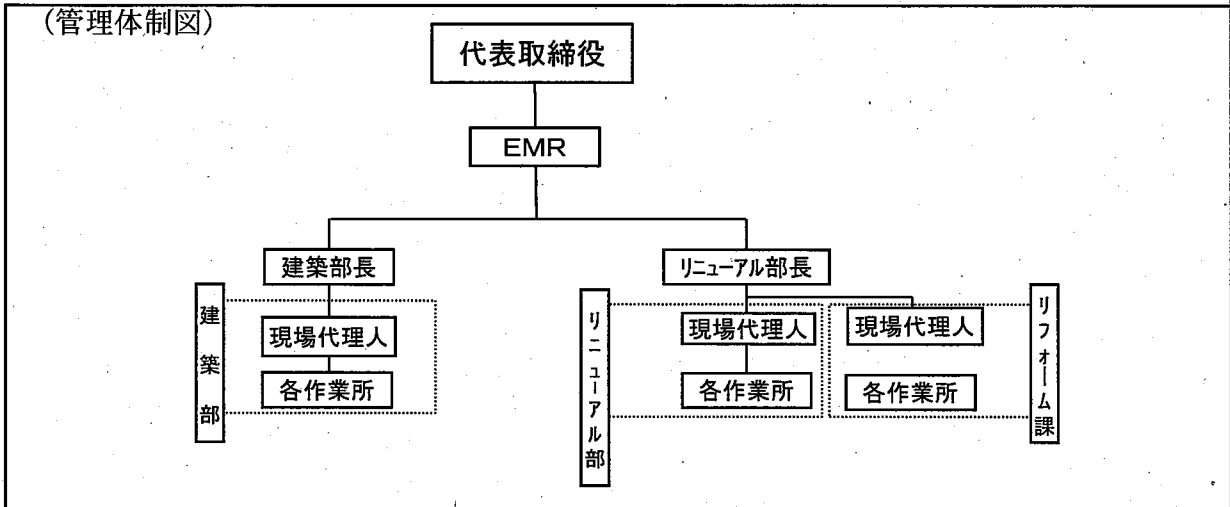 (管理体制図)
代表取締役
EMR
建築部長
リニューアル部長
建築部
現場代理人
各作業所
リニューアル部
現場代理人
各作業所
現場代理人
各作業所
リフォーム課